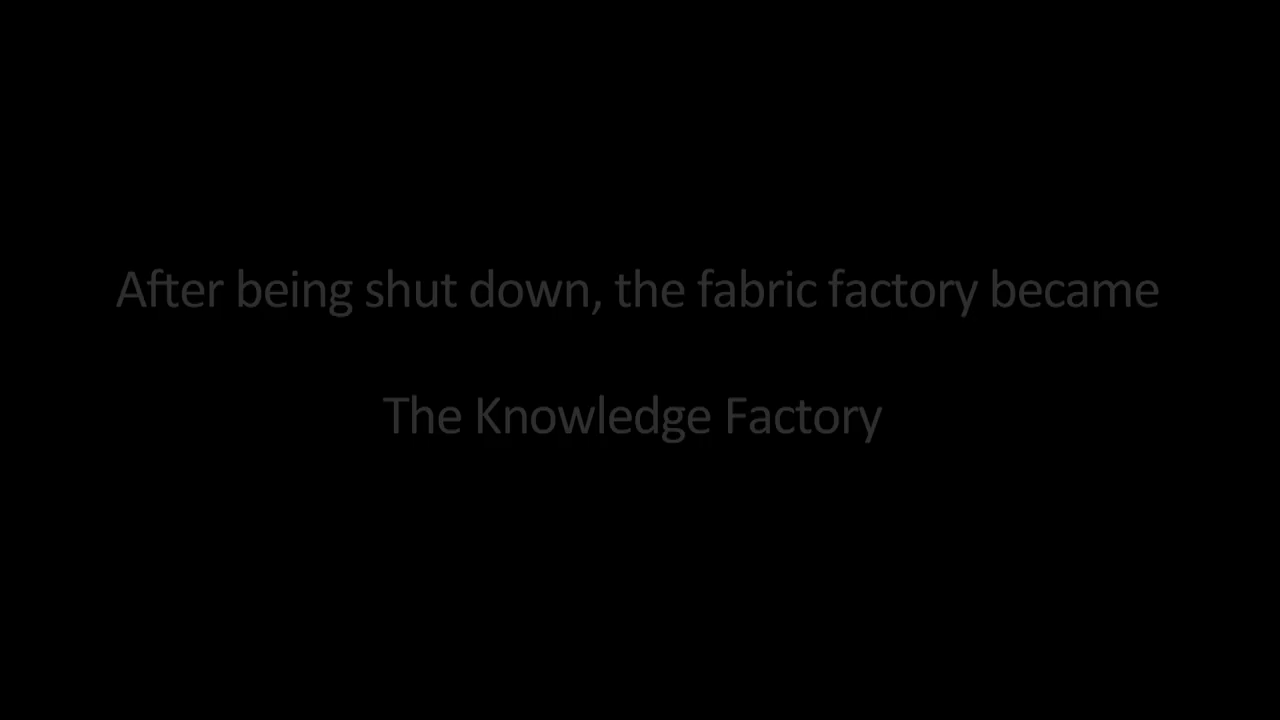 After being shut down, the fabric factory became
The Knowledge Factory